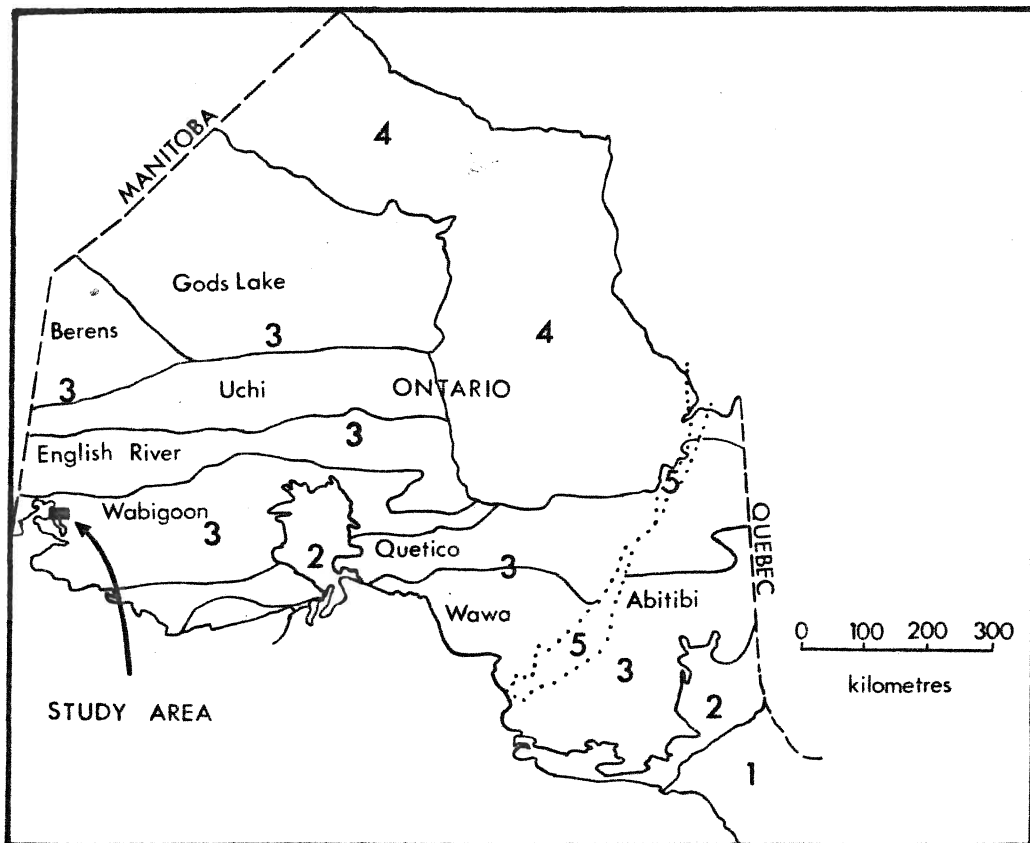 MANITOBA
4
Gods Lake
3
Berens
3
4
Uchi
ONTARIO
3
English River
5
Wabigoon
3
QUEBEC
2
Quetico
3
Wawa
Abitibi
0 100 200 300
kilometres
5
3
2
STUDY AREA
1